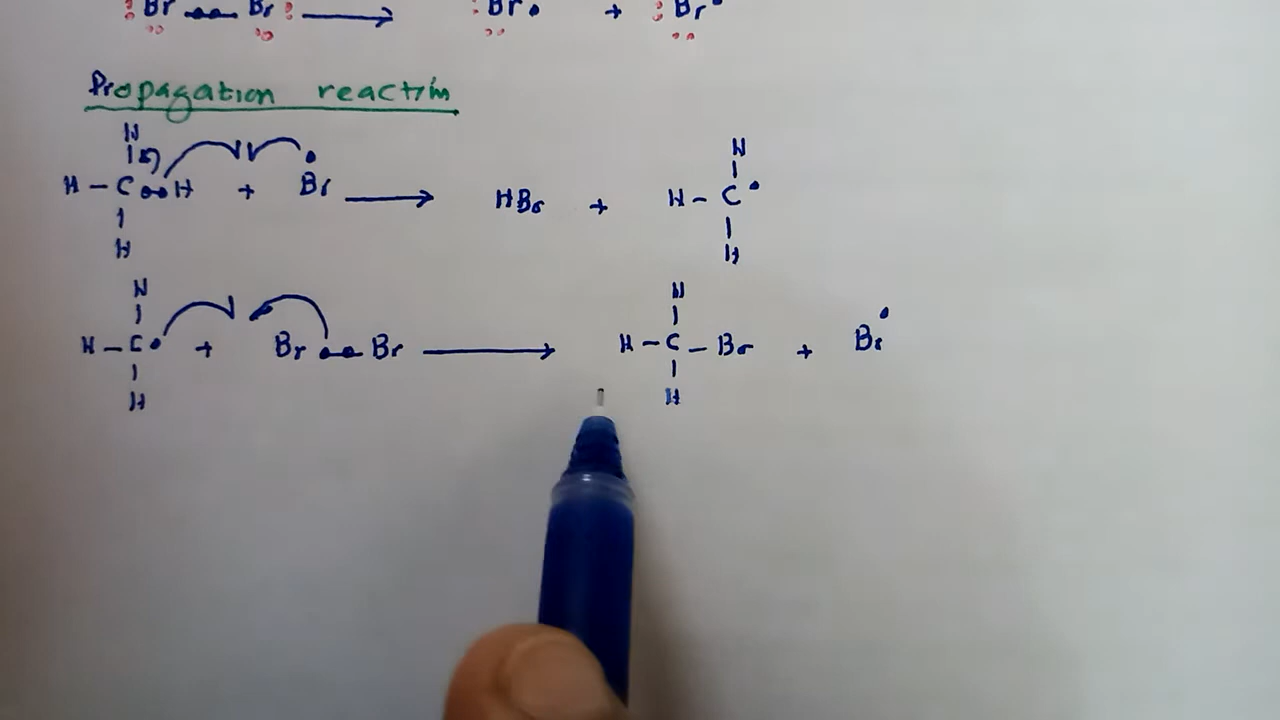 Br Br → Br• + Br•
Propagation reaction
H
H – C H + Br• → HBr + H – C•
H H
H H
H – C• + Br Br → H – C – Br + Br•
H H